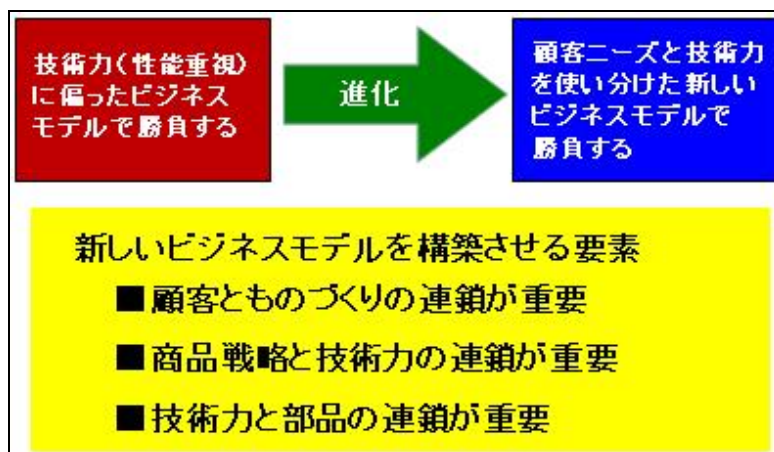 技術力(性能重視)
に偏ったビジネス
モデルで勝負する
進化
顧客ニーズと技術力
を使い分けた新しい
ビジネスモデルで
勝負する
新しいビジネスモデルを構築させる要素
■顧客とものづくりの連鎖が重要
■商品戦略と技術力の連鎖が重要
■技術力と部品の連鎖が重要